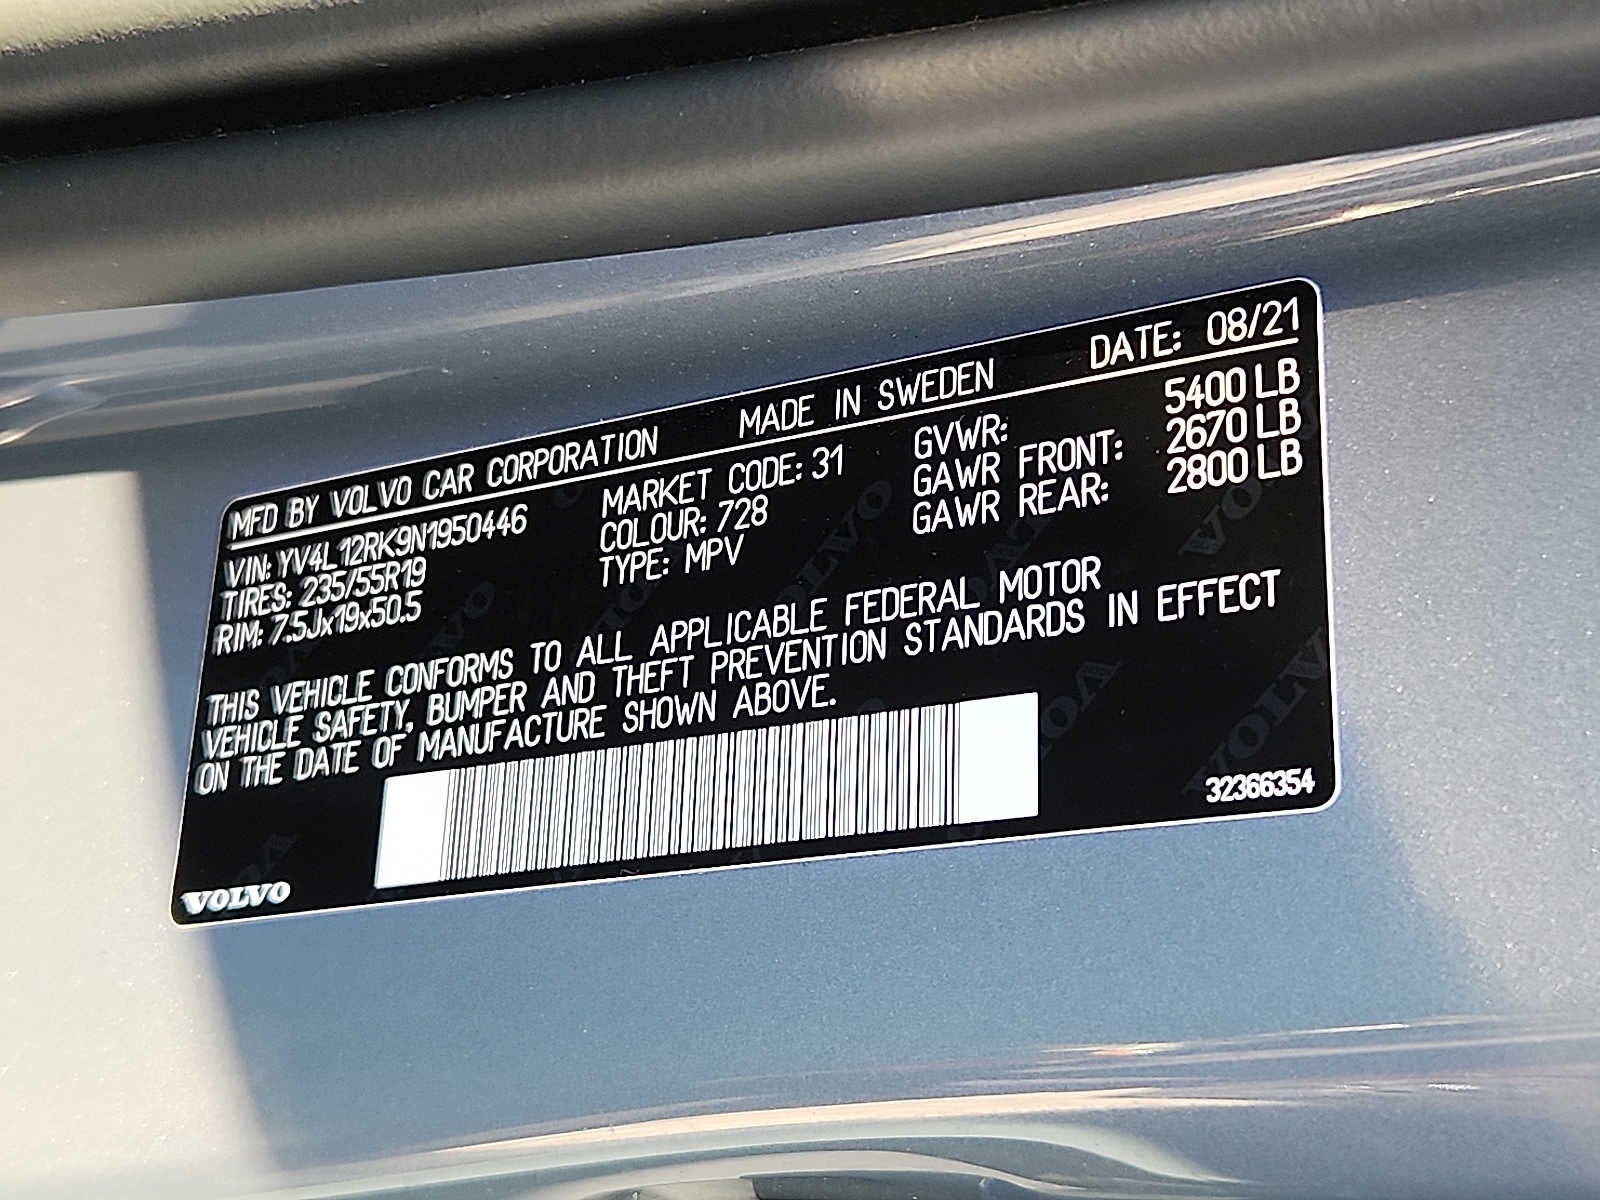 MFD BY VOLVO CAR CORPORATION MADE IN SWEDEN DATE: 08/21
VIN: YV4L12RK9N1950446 MARKET CODE: 31 GVWR: 5400 LB
TIRES: 235/55R19 COLOUR: 728 GAWR FRONT: 2670 LB
RIM: 7.5Jx19x50.5 TYPE: MPV GAWR REAR: 2800 LB
THIS VEHICLE CONFORMS TO ALL APPLICABLE FEDERAL MOTOR
VEHICLE SAFETY, BUMPER AND THEFT PREVENTION STANDARDS IN EFFECT
ON THE DATE OF MANUFACTURE SHOWN ABOVE.
32366354
VOLVO